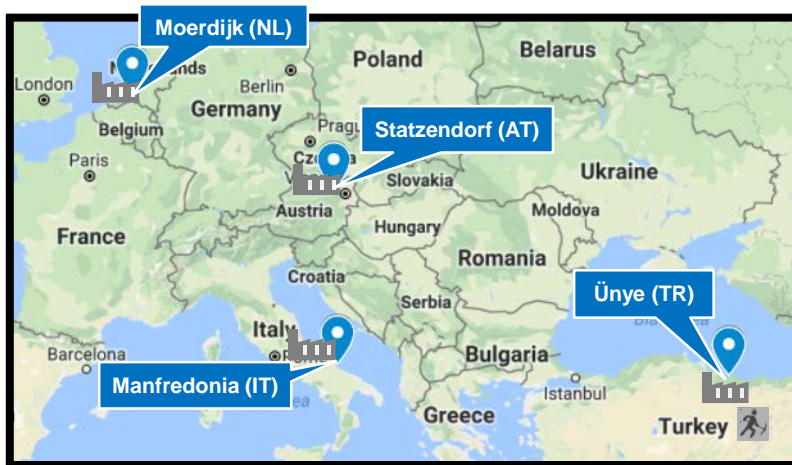 Moerdijk (NL)
Belarus
Poland
London
Berlin
Germany
Belgium
Statzendorf (AT)
Paris
Ukraine
Slovakia
Austria
Moldova
Hungary
France
Romania
Croatia
Ünye (TR)
Serbia
Italy
Barcelona
Bulgaria
Manfredonia (IT)
Istanbul
Greece
Turkey